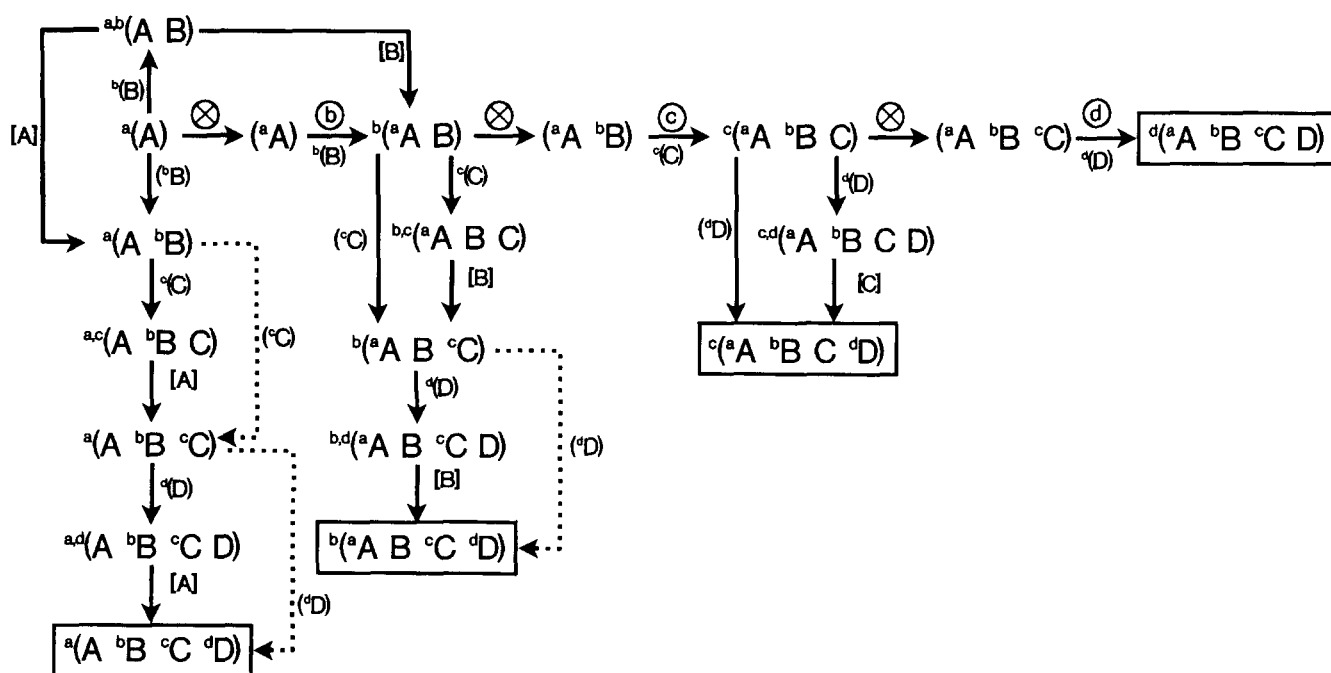 ᵃ,ᵇ(A B)
[B]
ᵇ(B)
[A] ᵃ(A) ⊗ (ᵃA) ⓑ ᵇ(B) ᵇ(ᵃA B) ⊗ (ᵃA ᵇB) ⓒ ᶜ(C) ᶜ(ᵃA ᵇB C) ⊗ (ᵃA ᵇB ᶜC) ⓓ ᵈ(D) ᵈ(ᵃA ᵇB ᶜC D)
(ᵇB) ᶜ(C) ᵈ(D)
ᵃ(A ᵇB) (ᶜC) ᵇ,ᶜ(ᵃA B C) (ᵈD) ᶜ,ᵈ(ᵃA ᵇB C D)
ᶜ(C) [B] [C]
ᵃ,ᶜ(A ᵇB C) (ᶜC) ᵇ(ᵃA B ᶜC) ᶜ(ᵃA ᵇB C ᵈD)
[A] ᵈ(D)
ᵃ(A ᵇB ᶜC) ᵇ,ᵈ(ᵃA B ᶜC D) (ᵈD)
ᵈ(D) [B]
ᵃ,ᵈ(A ᵇB ᶜC D) ᵇ(ᵃA B ᶜC ᵈD)
[A] (ᵈD)
ᵃ(A ᵇB ᶜC ᵈD)